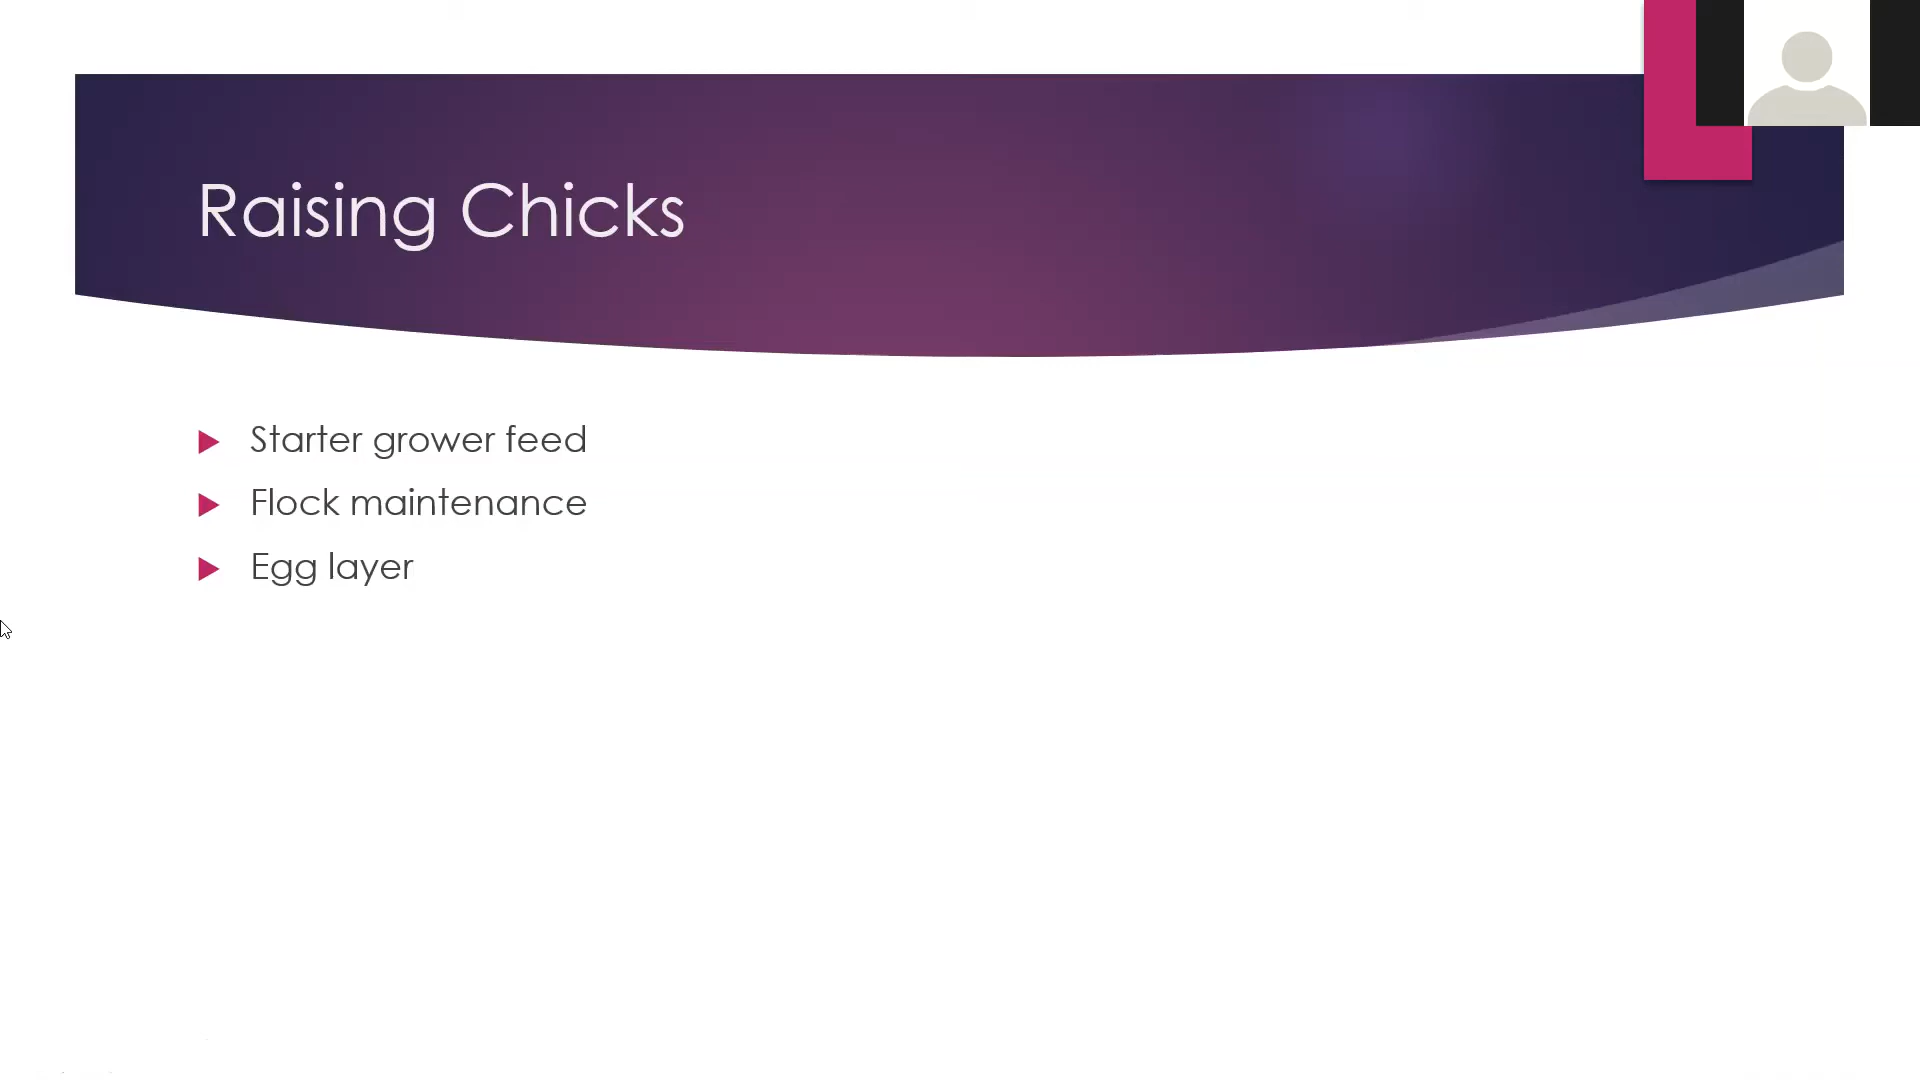 Raising Chicks
Starter grower feed
Flock maintenance
Egg layer